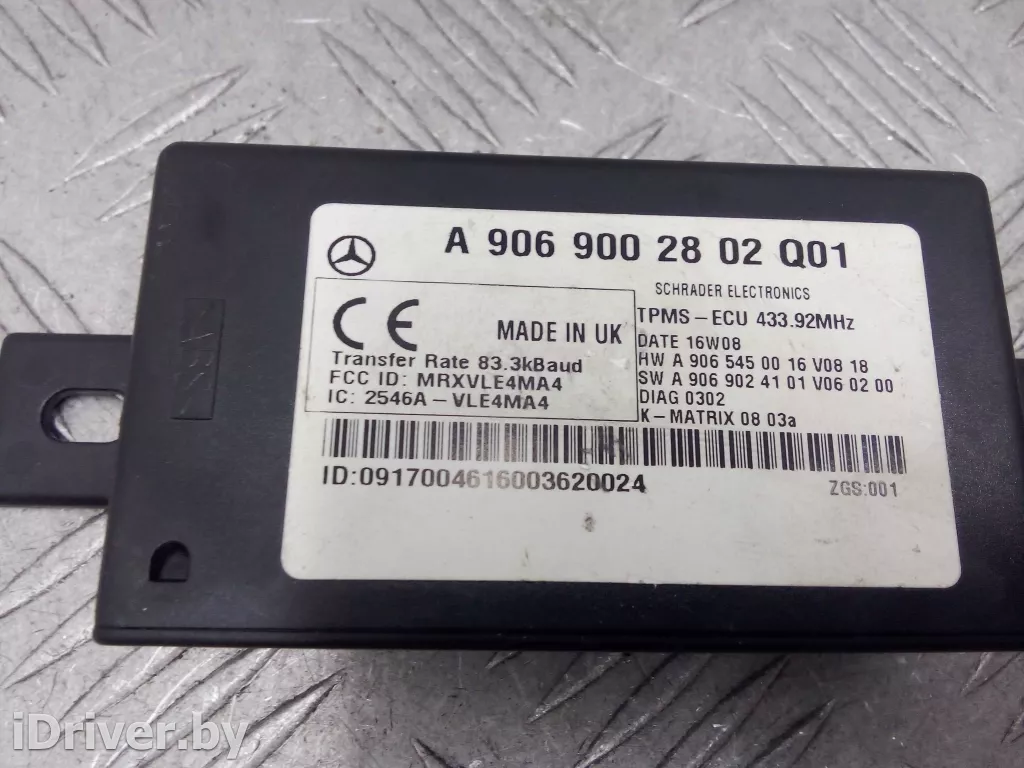 A 906 900 28 02 Q01
SCHRADER ELECTRONICS
CE
MADE IN UK
Transfer Rate 83.3kBaud
FCC ID: MRXVLE4MA4
IC: 2546A-VLE4MA4
TPMS-ECU 433.92MHz
DATE 16W08
HW A 906 545 00 16 V08 18
SW A 906 902 41 01 V06 02 00
DIAG 0302
K-MATRIX 08 03a
ID:0917004616003620024
ZGS:001
iDriver.by